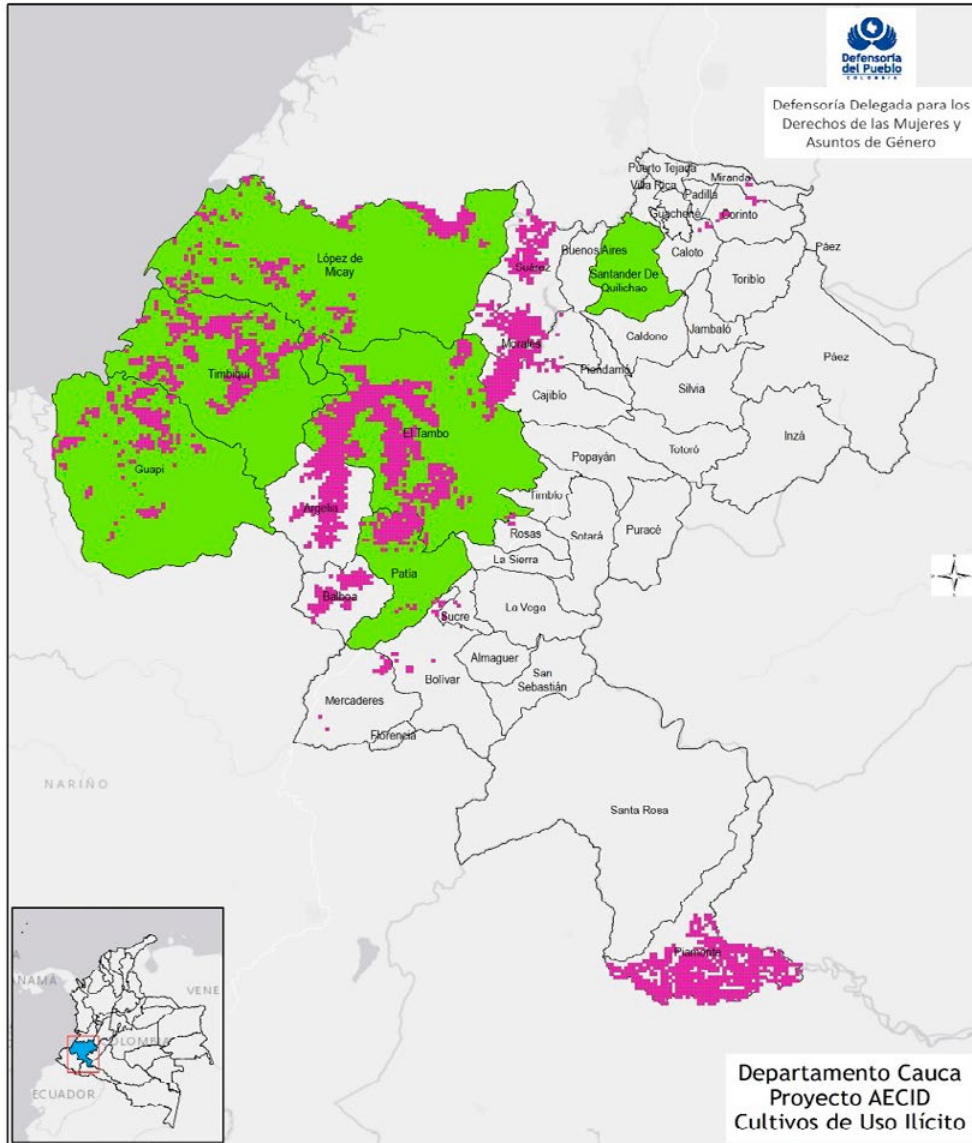 Defensoría
del Pueblo
COLOMBIA
Defensoría Delegada para los
Derechos de las Mujeres y
Asuntos de Género
Puerto Tejada
Miranda
Villa Rica
Padilla
Guachené
Corinto
López de
Micay
Suárez
Buenos Aires
Caloto
Páez
Santander De
Quilichao
Toribío
Morales
Caldono
Jambaló
Páez
Timbiquí
Piendamó
Silvia
Cajibío
El Tambo
Inzá
Guapi
Popayán
Totoró
Argelia
Timbío
Rosas
Sotará
Puracé
La Sierra
Patía
Balboa
Sucre
La Vega
Almaguer
San
Sebastián
Bolívar
Mercaderes
Florencia
NARIÑO
Santa Rosa
Piamonte
ANAMÁ
VENE
COLOMBIA
ECUADOR
Departamento Cauca
Proyecto AECID
Cultivos de Uso Ilícito